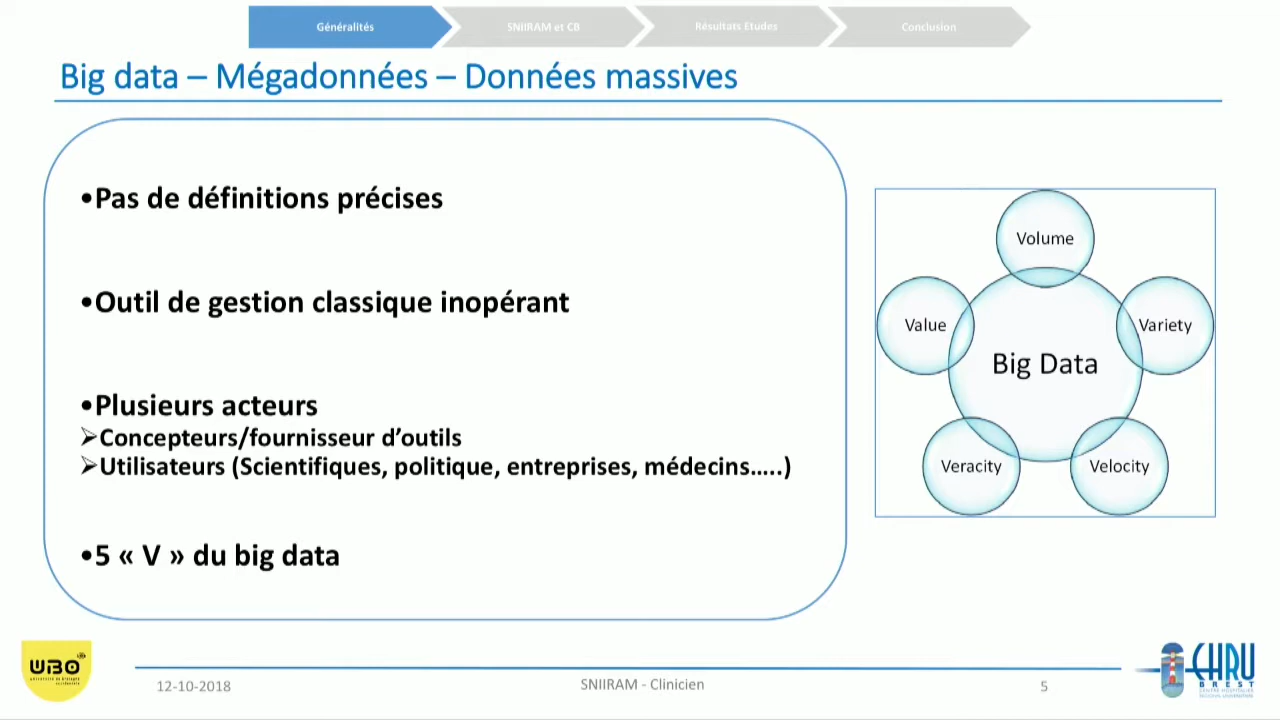 Généralités
SNIIRAM et CB
Résultats Etudes
Conclusion
Big data – Mégadonnées – Données massives
•Pas de définitions précises
•Outil de gestion classique inopérant
•Plusieurs acteurs
➢Concepteurs/fournisseur d’outils
➢Utilisateurs (Scientifiques, politique, entreprises, médecins…..)
•5 « V » du big data
Volume
Value
Variety
Big Data
Veracity
Velocity
UBO
12-10-2018
SNIIRAM - Clinicien
5
CHRU
BREST